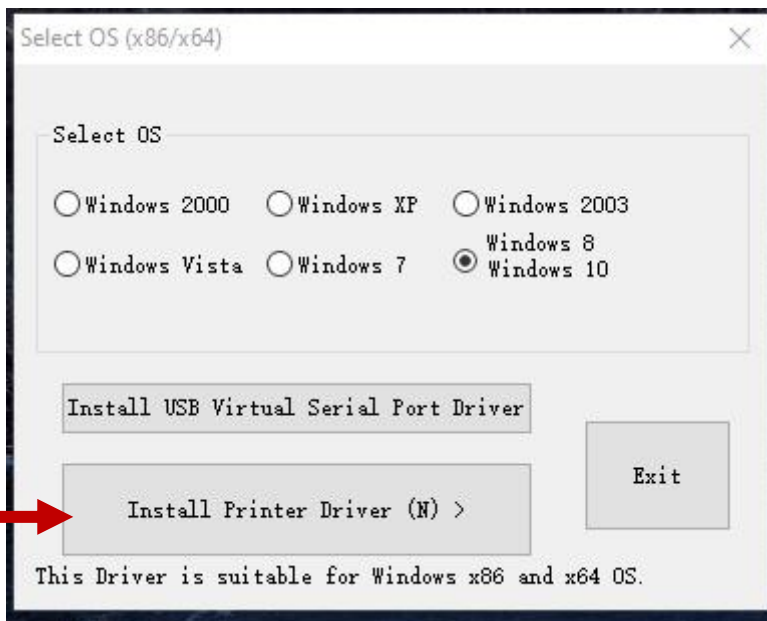 Select OS (x86/x64)
Select OS
Windows 2000 Windows XP Windows 2003
Windows Vista Windows 7 Windows 8
Windows 10
Install USB Virtual Serial Port Driver
Install Printer Driver (N) >
Exit
This Driver is suitable for Windows x86 and x64 OS.